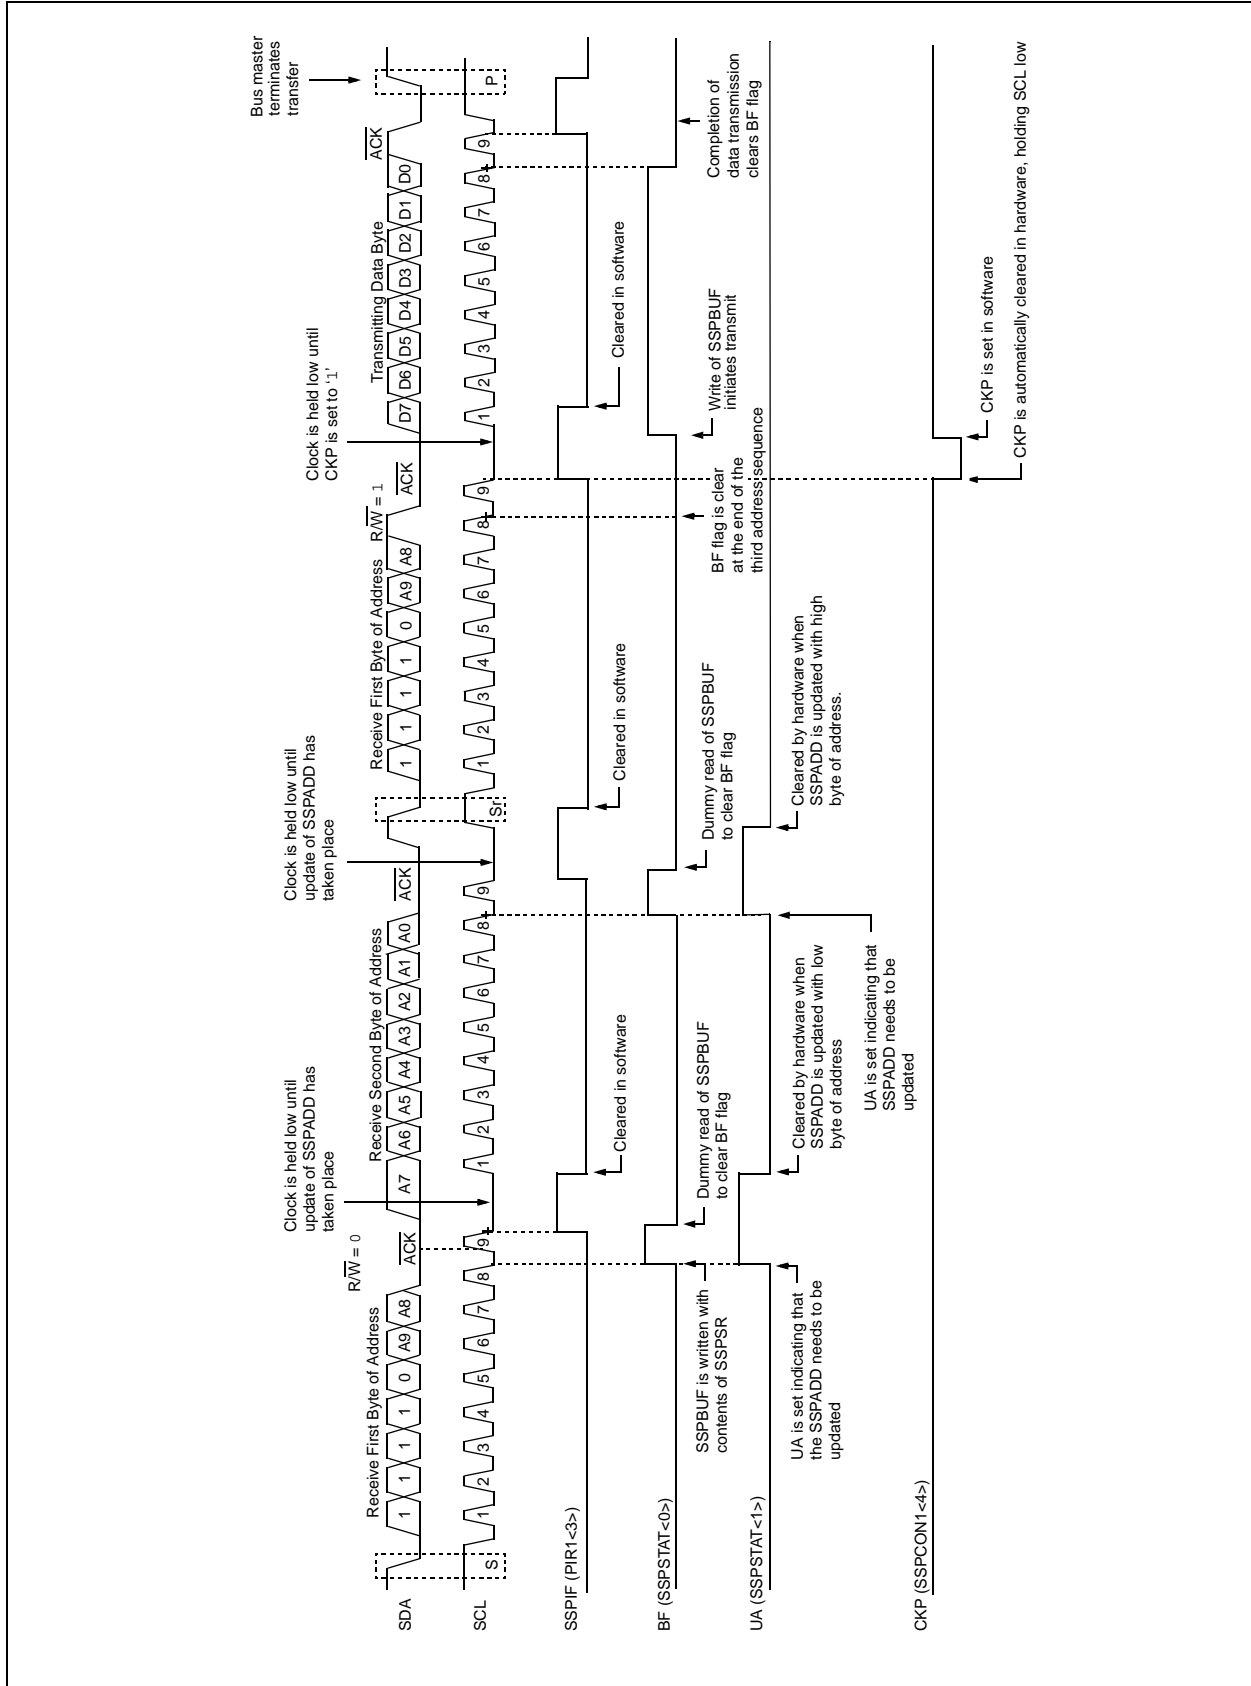 Bus master
terminates
transfer
Clock is held low until
CKP is set to ‘1’
Clock is held low until
update of SSPADD has
taken place
Clock is held low until
update of SSPADD has
taken place
Receive First Byte of Address
R/W = 0
Receive Second Byte of Address
Receive First Byte of Address
R/W = 1
Transmitting Data Byte
SDA
1 1 1 1 0 A9 A8
ACK
A7 A6 A5 A4 A3 A2 A1 A0
ACK
1 1 1 1 0 A9 A8
ACK
D7 D6 D5 D4 D3 D2 D1 D0
ACK
SCL
S
1 2 3 4 5 6 7 8 9
1 2 3 4 5 6 7 8 9
Sr
1 2 3 4 5 6 7 8 9
1 2 3 4 5 6 7 8 9
P
SSPIF (PIR1<3>)
Cleared in software
Cleared in software
Cleared in software
BF (SSPSTAT<0>)
SSPBUF is written with
contents of SSPSR
Dummy read of SSPBUF
to clear BF flag
Dummy read of SSPBUF
to clear BF flag
BF flag is clear
at the end of the
third address sequence
Write of SSPBUF
initiates transmit
Completion of
data transmission
clears BF flag
UA (SSPSTAT<1>)
UA is set indicating that
the SSPADD needs to be
updated
Cleared by hardware when
SSPADD is updated with low
byte of address
UA is set indicating that
SSPADD needs to be
updated
Cleared by hardware when
SSPADD is updated with high
byte of address.
CKP (SSPCON1<4>)
CKP is set in software
CKP is automatically cleared in hardware, holding SCL low